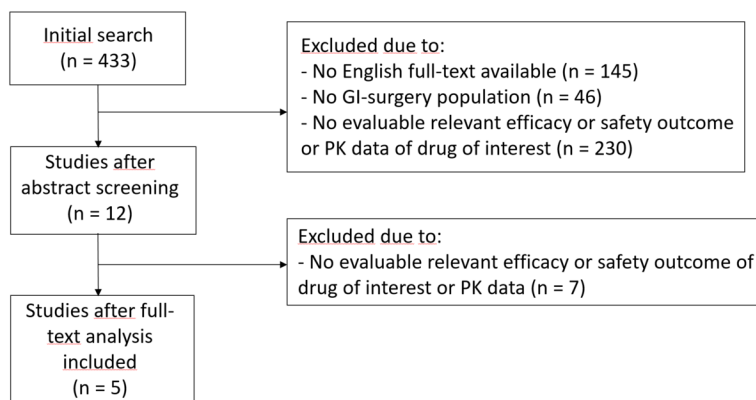 Initial search
(n = 433)
Excluded due to:
- No English full-text available (n = 145)
- No GI-surgery population (n = 46)
- No evaluable relevant efficacy or safety outcome
or PK data of drug of interest (n = 230)
Studies after
abstract screening
(n = 12)
Excluded due to:
- No evaluable relevant efficacy or safety outcome of
drug of interest or PK data (n = 7)
Studies after full-
text analysis
included
(n = 5)